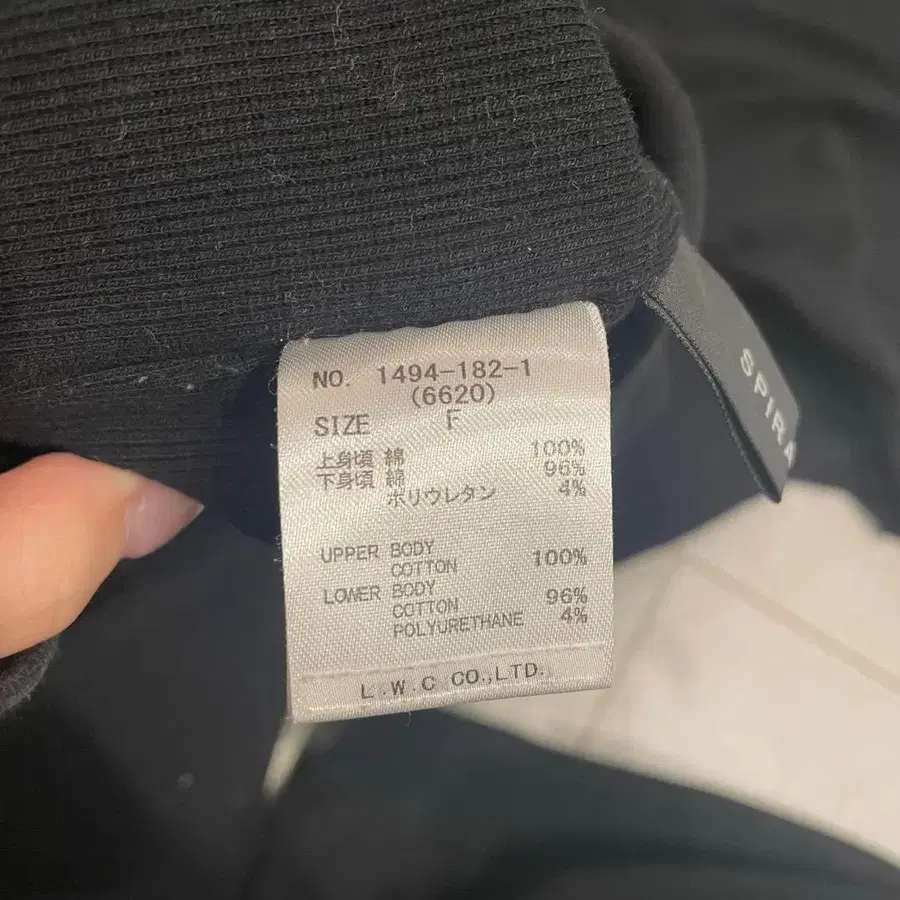 NO. 1494-182-1
(6620)
SIZE F
上身頃 綿 100%
下身頃 綿 96%
ポリウレタン 4%
UPPER BODY
COTTON 100%
LOWER BODY
COTTON 96%
POLYURETHANE 4%
L.W.C CO.,LTD.
SPIRA